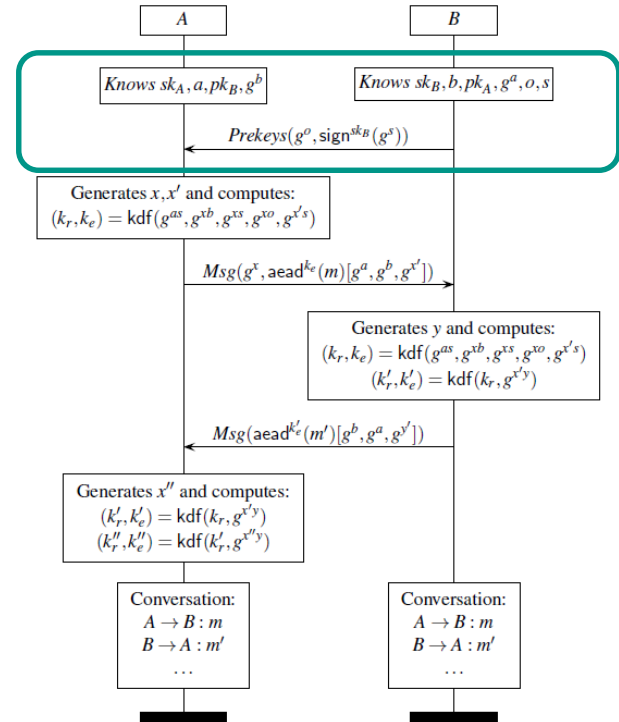 A
B
Knows sk_A, a, pk_B, g^b
Knows sk_B, b, pk_A, g^a, o, s
Prekeys(g^o, sign^{sk_B}(g^s))
Generates x, x′ and computes:
(k_r, k_e) = kdf(g^{as}, g^{xb}, g^{xs}, g^{xo}, g^{x′s})
Msg(g^x, aead^{k_e}(m)[g^a, g^b, g^{x′}])
Generates y and computes:
(k_r, k_e) = kdf(g^{as}, g^{xb}, g^{xs}, g^{xo}, g^{x′s})
(k′_r, k′_e) = kdf(k_r, g^{x′y})
Msg(aead^{k′_e}(m′)[g^b, g^a, g^{y′}])
Generates x″ and computes:
(k′_r, k′_e) = kdf(k_r, g^{x′y})
(k″_r, k″_e) = kdf(k′_r, g^{x″y})
Conversation:
A → B : m
B → A : m′
…
Conversation:
A → B : m
B → A : m′
…